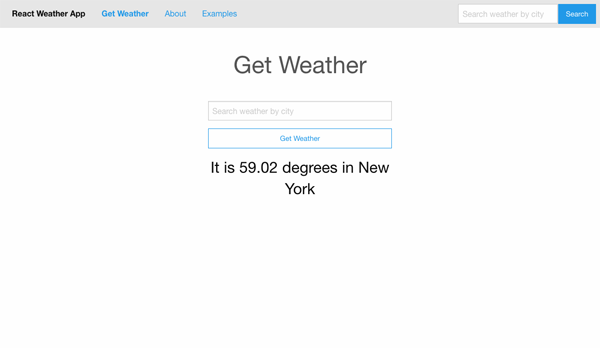 React Weather App Get Weather About Examples Search weather by city Search
Get Weather
Search weather by city
Get Weather
It is 59.02 degrees in New
York